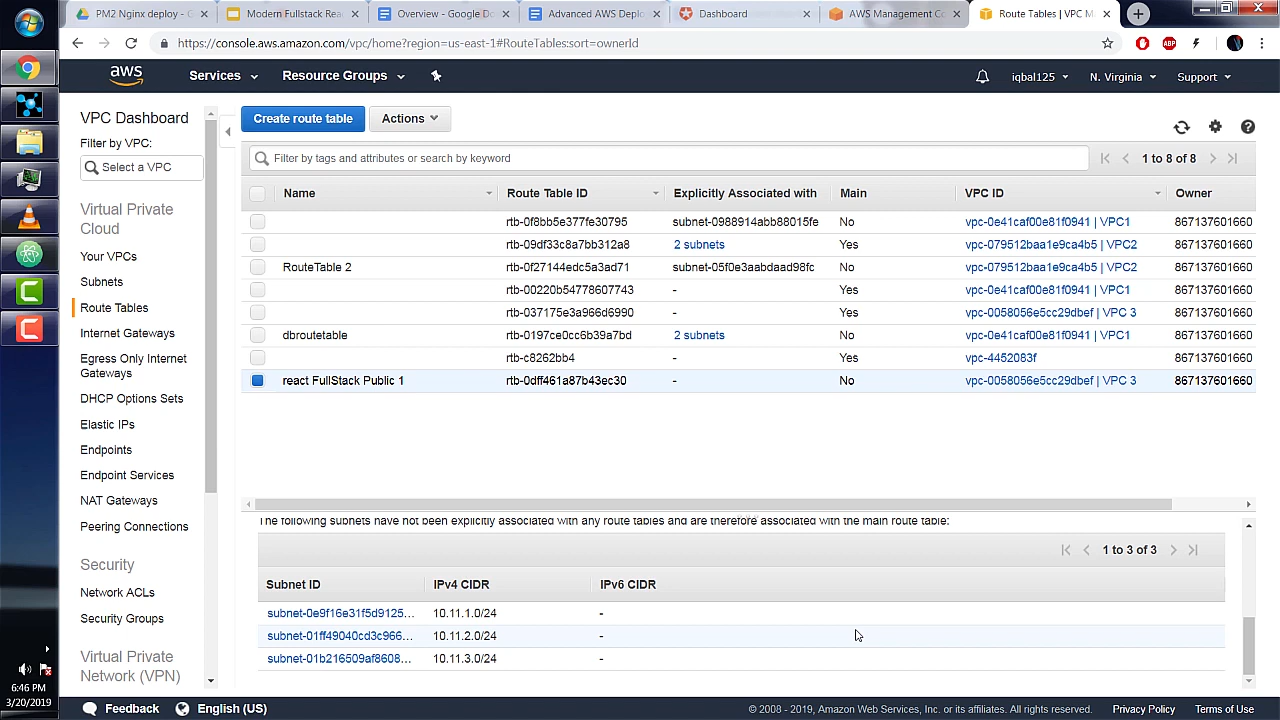 PM2 Nginx deploy - G
Modern Fullstack Rea
Advanced AWS Depl
Dashboard
AWS Management Co
Route Tables | VPC M
https://console.aws.amazon.com/vpc/home?region=us-east-1#RouteTables:sort=ownerId
ABP
aws
Services
Resource Groups
iqbal125
N. Virginia
Support
VPC Dashboard
Filter by VPC:
Select a VPC
Virtual Private
Cloud
Your VPCs
Subnets
Route Tables
Internet Gateways
Egress Only Internet
Gateways
DHCP Options Sets
Elastic IPs
Endpoints
Endpoint Services
NAT Gateways
Peering Connections
Security
Network ACLs
Security Groups
Virtual Private
Network (VPN)
Create route table
Actions
Filter by tags and attributes or search by keyword
1 to 8 of 8
Name Route Table ID Explicitly Associated with Main VPC ID Owner
rtb-0f8bb5e377fe30795 subnet-0988914abb88015fe No vpc-0e41caf00e81f0941 | VPC1 867137601660
rtb-09df33c8a7bb312a8 2 subnets Yes vpc-079512baa1e9ca4b5 | VPC2 867137601660
RouteTable 2 rtb-0f27144edc5a3ad71 subnet-05f0e3aabdaad98fc No vpc-079512baa1e9ca4b5 | VPC2 867137601660
rtb-00220b54778607743 - Yes vpc-0e41caf00e81f0941 | VPC1 867137601660
rtb-037175e3a966d6990 - Yes vpc-0058056e5cc29dbef | VPC 3 867137601660
dbroutetable rtb-0197ce0cc6b39a7bd 2 subnets No vpc-0e41caf00e81f0941 | VPC1 867137601660
rtb-c8262bb4 - Yes vpc-4452083f 867137601660
react FullStack Public 1 rtb-0dff461a87b43ec30 - No vpc-0058056e5cc29dbef | VPC 3 867137601660
The following subnets have not been explicitly associated with any route tables and are therefore associated with the main route table:
1 to 3 of 3
Subnet ID IPv4 CIDR IPv6 CIDR
subnet-0e9f16e31f5d9125... 10.11.1.0/24 -
subnet-01ff49040cd3c966... 10.11.2.0/24 -
subnet-01b216509af8608... 10.11.3.0/24 -
6:46 PM
3/20/2019
Feedback
English (US)
© 2008 - 2019, Amazon Web Services, Inc. or its affiliates. All rights reserved.
Privacy Policy
Terms of Use